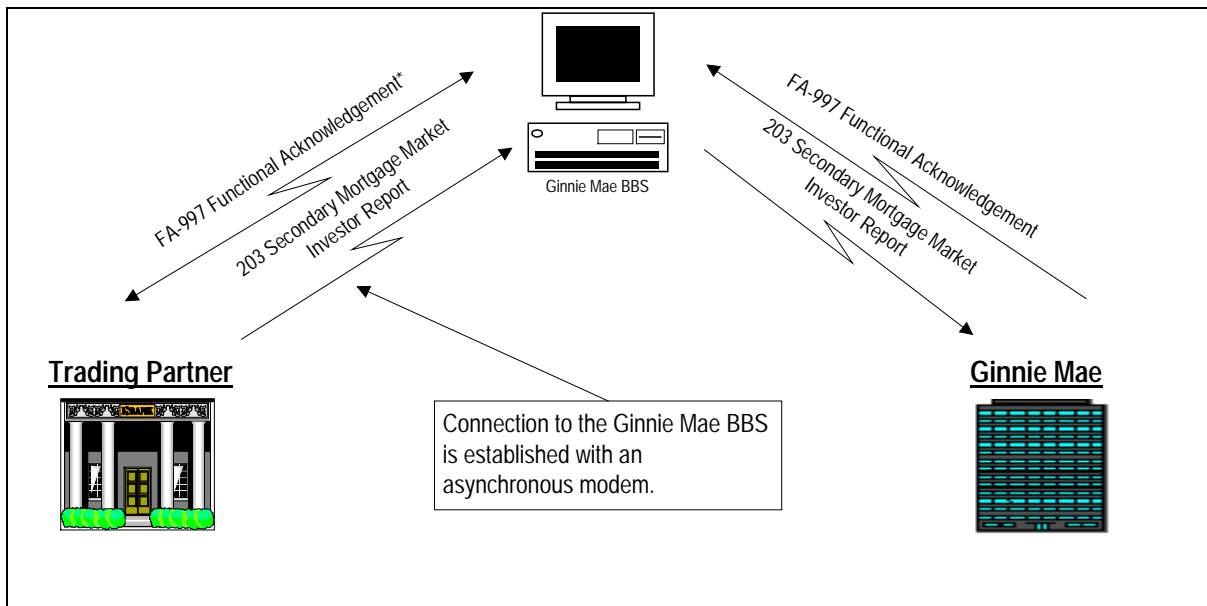 FA-997 Functional Acknowledgement*
203 Secondary Mortgage Market
Investor Report
Ginnie Mae BBS
FA-997 Functional Acknowledgement
203 Secondary Mortgage Market
Investor Report
Trading Partner
BANK
Ginnie Mae
Connection to the Ginnie Mae BBS
is established with an
asynchronous modem.